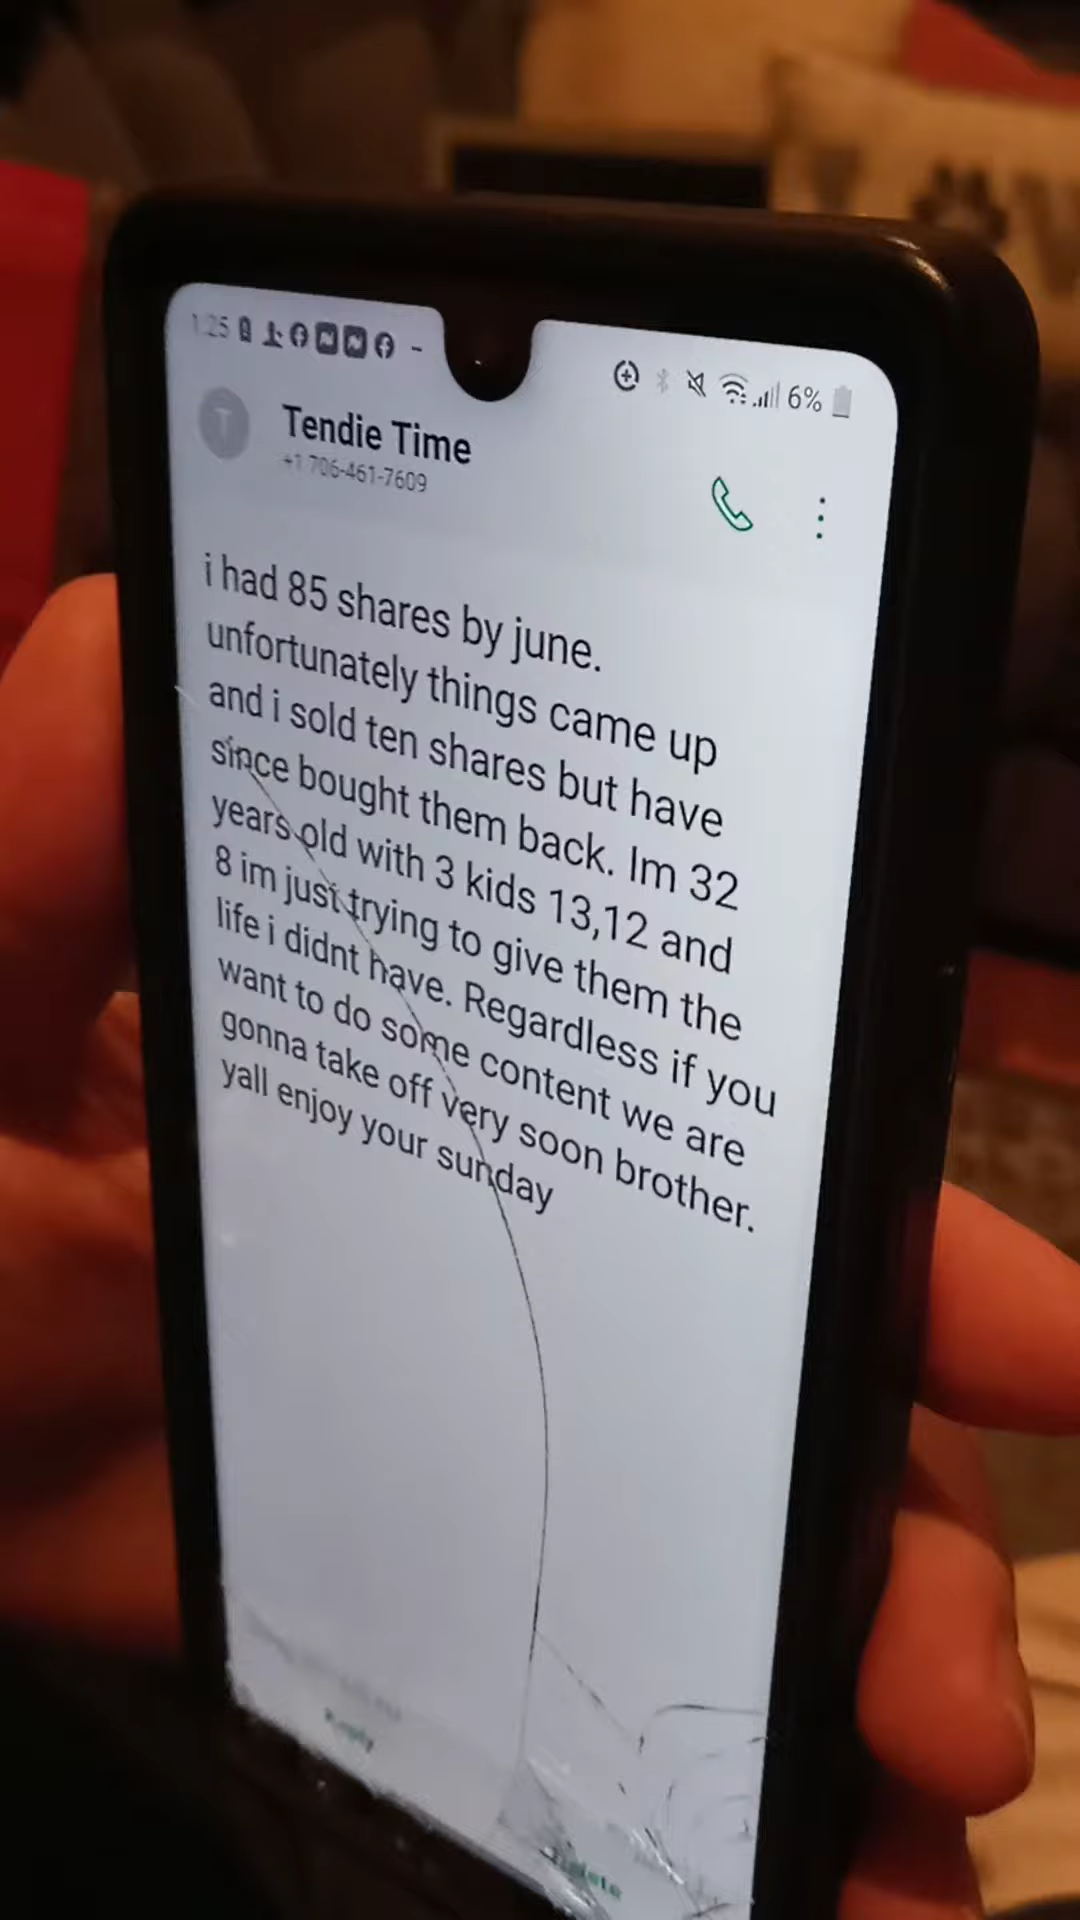 1:25
6%
T
Tendie Time
+1 706-461-7609
i had 85 shares by june.
unfortunately things came up
and i sold ten shares but have
since bought them back. Im 32
years old with 3 kids 13,12 and
8 im just trying to give them the
life i didnt have. Regardless if you
want to do some content we are
gonna take off very soon brother.
yall enjoy your sunday
Reply
Delete